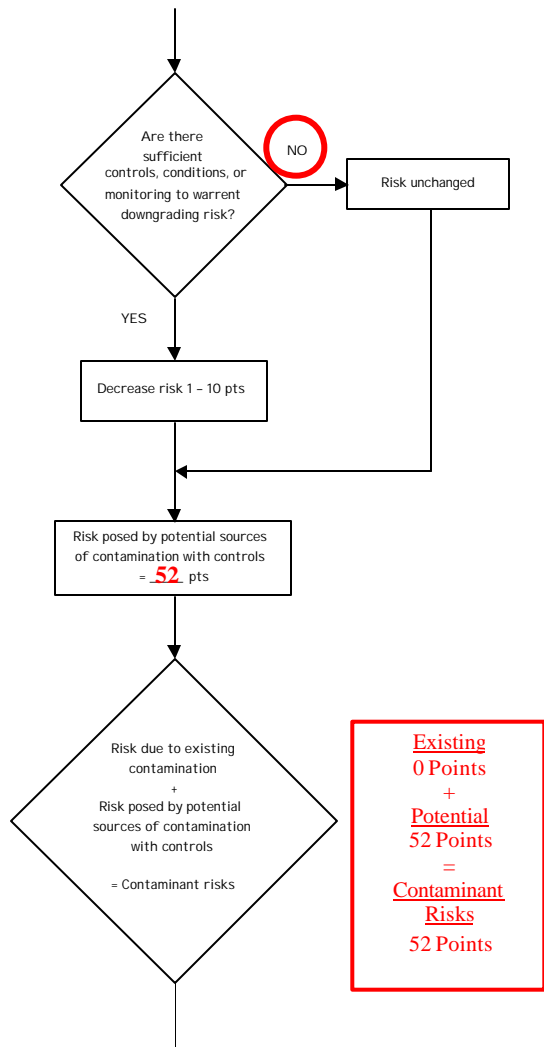 Are there
sufficient
controls, conditions, or
monitoring to warrent
downgrading risk?
NO
Risk unchanged
YES
Decrease risk 1 – 10 pts
Risk posed by potential sources
of contamination with controls
= 52 pts
Risk due to existing
contamination
+
Risk posed by potential
sources of contamination
with controls
= Contaminant risks
Existing
0 Points
+
Potential
52 Points
=
Contaminant
Risks
52 Points